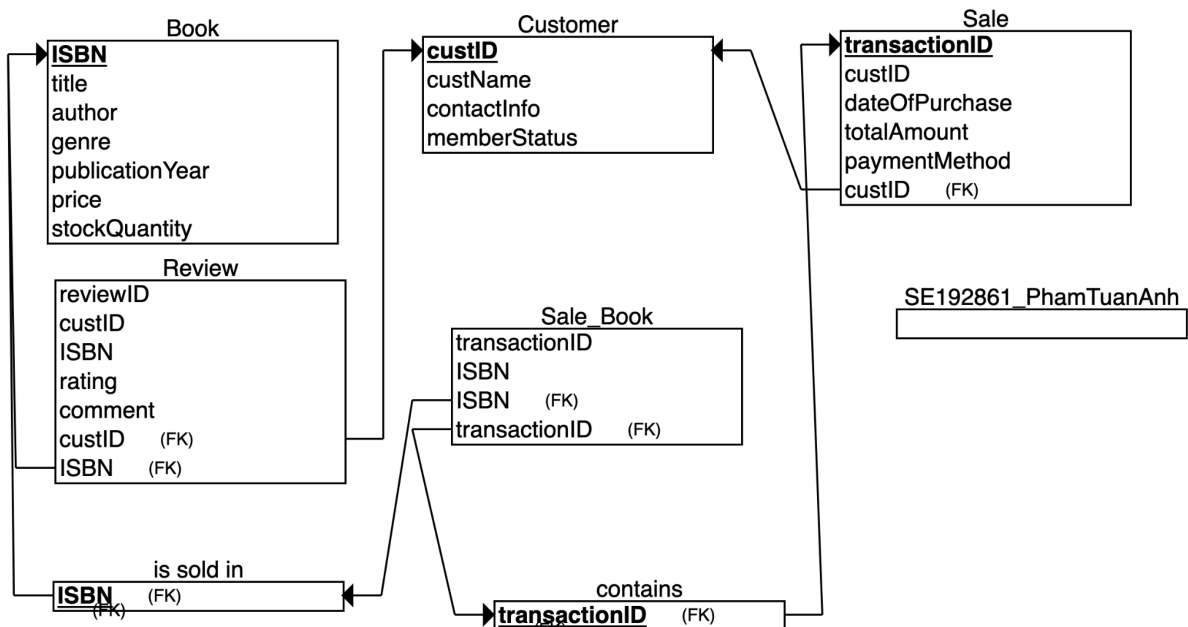 Book
ISBN
title
author
genre
publicationYear
price
stockQuantity
Customer
custID
custName
contactInfo
memberStatus
Sale
transactionID
custID
dateOfPurchase
totalAmount
paymentMethod
custID (FK)
Review
reviewID
custID
ISBN
rating
comment
custID (FK)
ISBN (FK)
Sale_Book
transactionID
ISBN
ISBN (FK)
transactionID (FK)
SE192861_PhamTuanAnh
is sold in
ISBN (FK)
(FK)
contains
transactionID (FK)